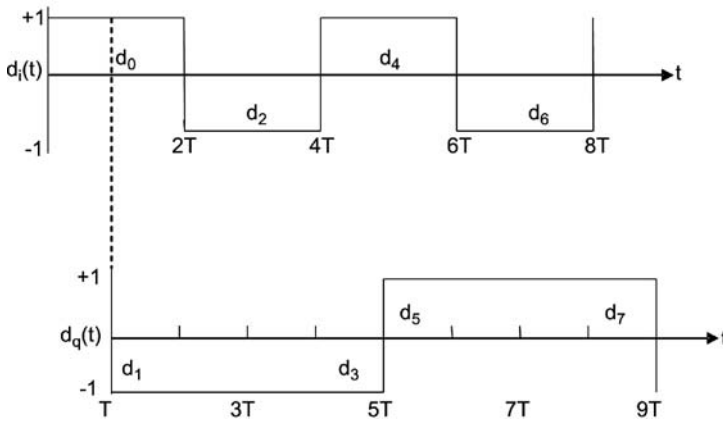 +1
d0 d4
di(t) t
d2 d6
-1 2T 4T 6T 8T
+1
d5 d7
dq(t) t
d1 d3
-1
T 3T 5T 7T 9T